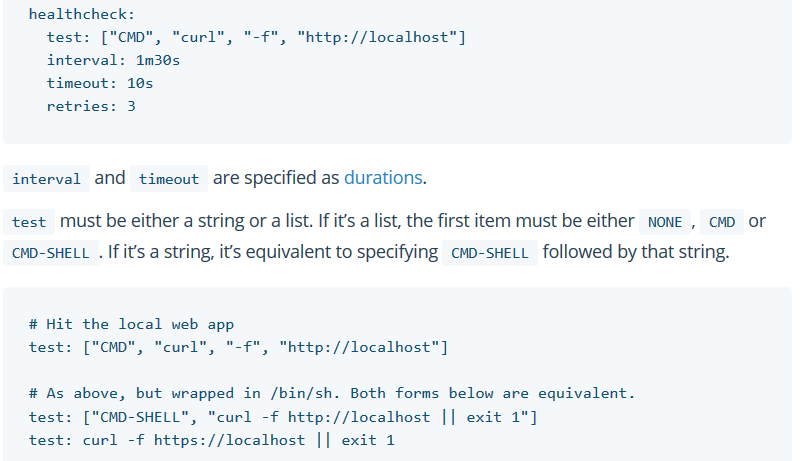 healthcheck:
  test: ["CMD", "curl", "-f", "http://localhost"]
  interval: 1m30s
  timeout: 10s
  retries: 3
interval and timeout are specified as durations.
test must be either a string or a list. If it’s a list, the first item must be either NONE , CMD or
CMD-SHELL . If it’s a string, it’s equivalent to specifying CMD-SHELL followed by that string.
# Hit the local web app
test: ["CMD", "curl", "-f", "http://localhost"]
# As above, but wrapped in /bin/sh. Both forms below are equivalent.
test: ["CMD-SHELL", "curl -f http://localhost || exit 1"]
test: curl -f https://localhost || exit 1